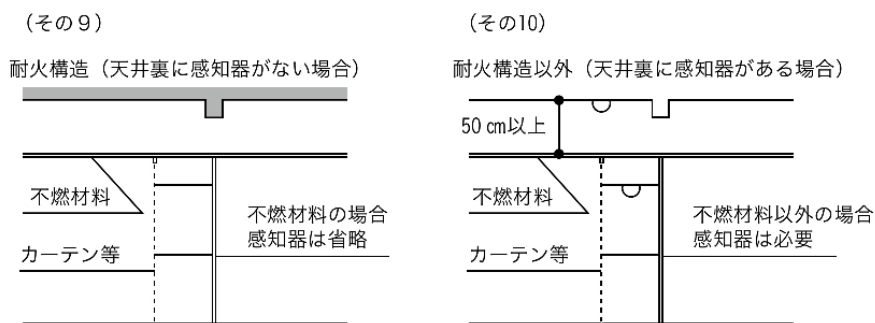 （その９）
耐火構造（天井裏に感知器がない場合）
不燃材料
カーテン等
不燃材料の場合
感知器は省略
（その10）
耐火構造以外（天井裏に感知器がある場合）
50 ㎝以上
不燃材料
カーテン等
不燃材料以外の場合
感知器は必要